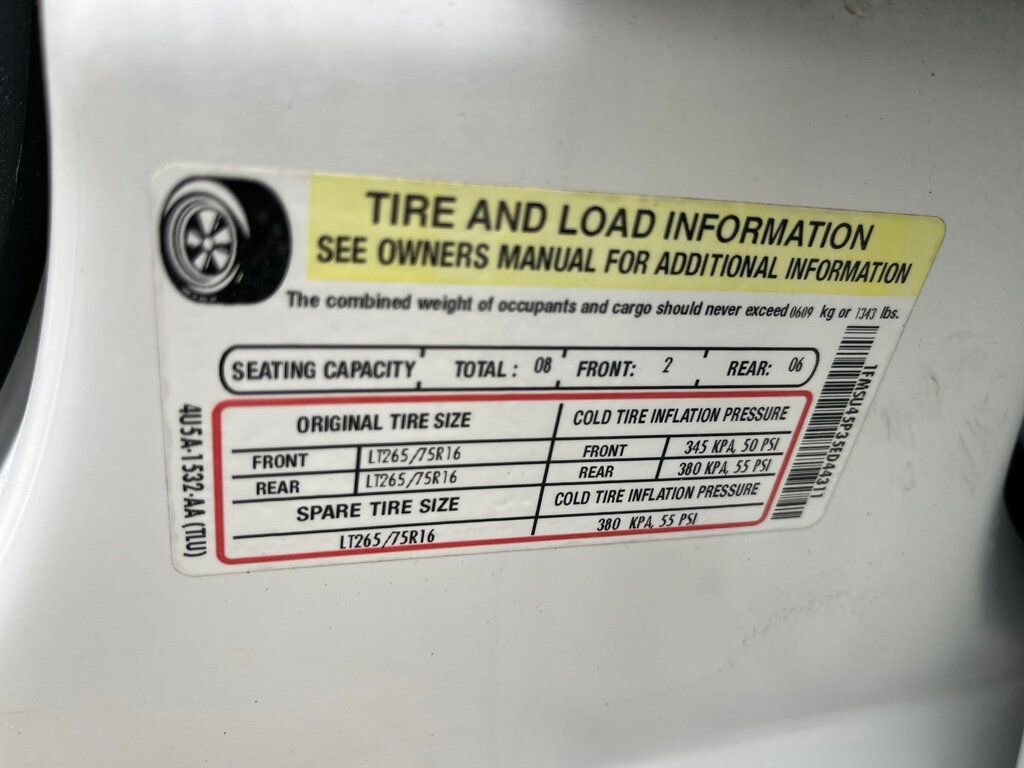 TIRE AND LOAD INFORMATION
SEE OWNERS MANUAL FOR ADDITIONAL INFORMATION
The combined weight of occupants and cargo should never exceed 0609 kg or 1343 lbs.
SEATING CAPACITY TOTAL : 08 FRONT: 2 REAR: 06
ORIGINAL TIRE SIZE COLD TIRE INFLATION PRESSURE
FRONT LT265/75R16 FRONT 345 KPA, 50 PSI
REAR LT265/75R16 REAR 380 KPA, 55 PSI
SPARE TIRE SIZE COLD TIRE INFLATION PRESSURE
LT265/75R16 380 KPA, 55 PSI
4U5A-1532-AA (TLU)
1FMSU45P35ED44311